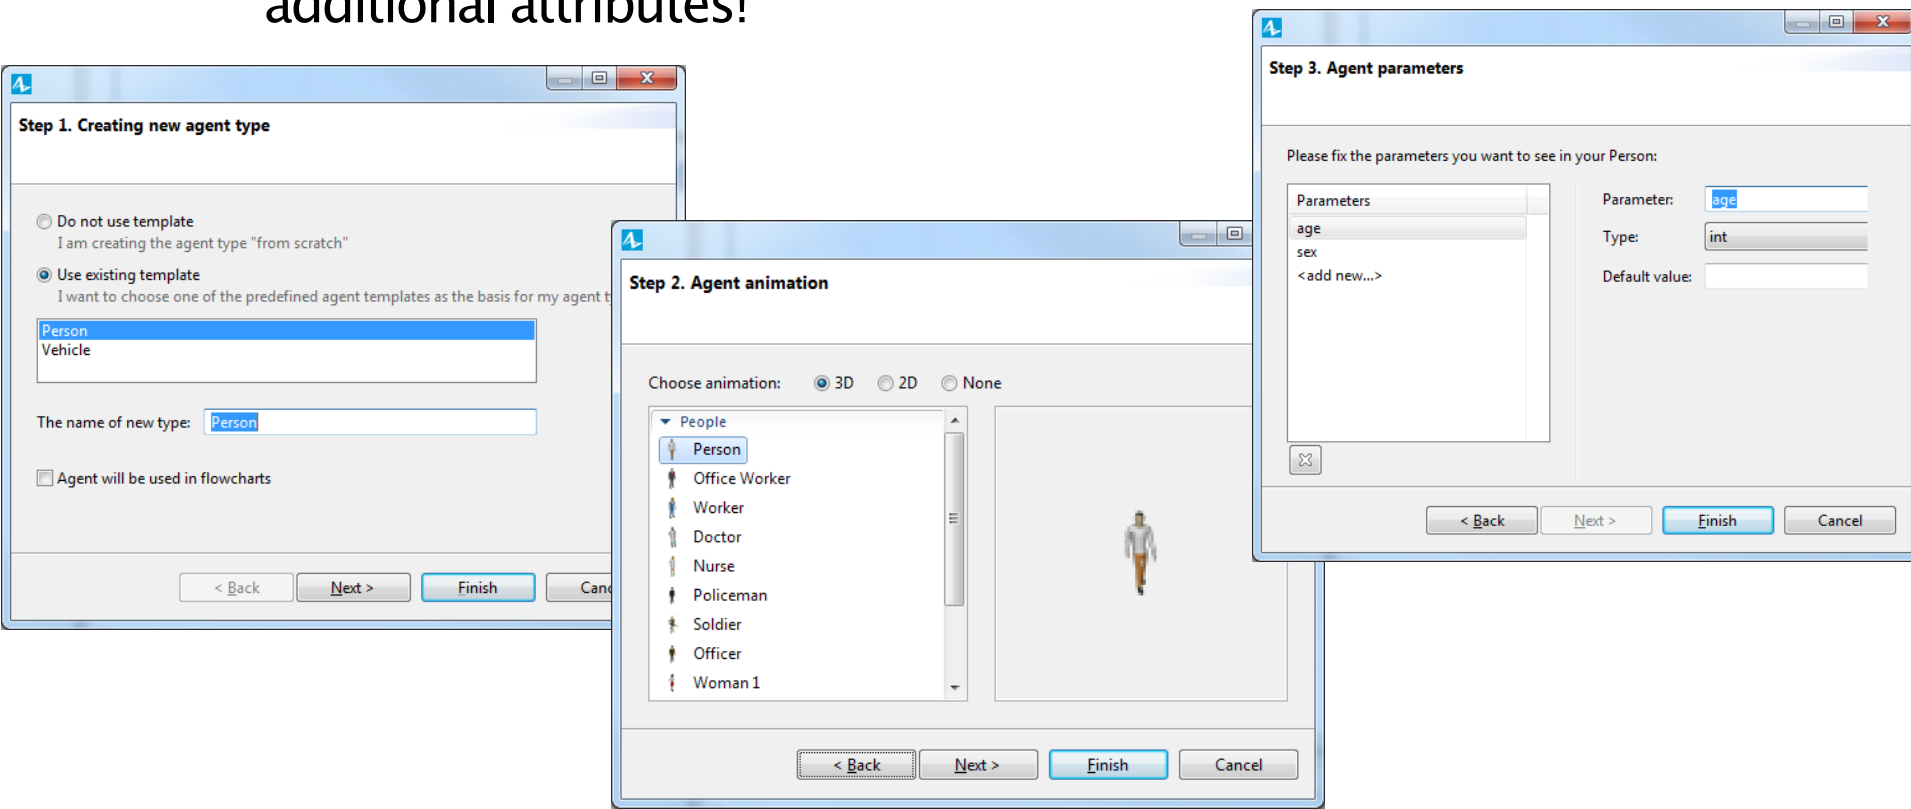 additional attributes!
Step 1. Creating new agent type
Do not use template
I am creating the agent type "from scratch"
Use existing template
I want to choose one of the predefined agent templates as the basis for my agent t
Person
Vehicle
The name of new type: Person
Agent will be used in flowcharts
< Back Next > Finish Canc
Step 2. Agent animation
Choose animation: 3D 2D None
People
Person
Office Worker
Worker
Doctor
Nurse
Policeman
Soldier
Officer
Woman 1
< Back Next > Finish Cancel
Step 3. Agent parameters
Please fix the parameters you want to see in your Person:
Parameters
age
sex
<add new...>
Parameter: age
Type: int
Default value:
< Back Next > Finish Cancel